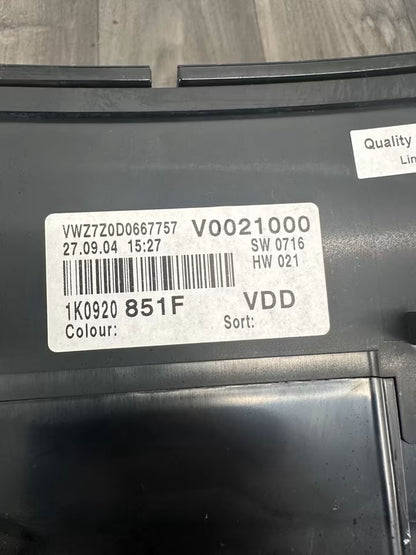 Quality
VWZ7Z0D0667757 V0021000
27.09.04 15:27 SW 0716
HW 021
1K0920 851F VDD
Colour: Sort: